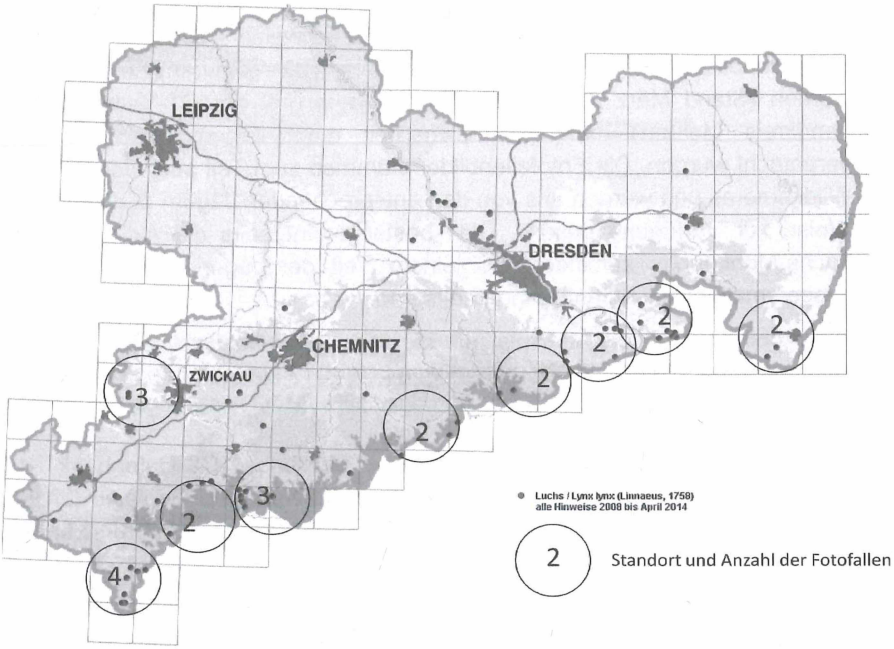 LEIPZIG
DRESDEN
CHEMNITZ
ZWICKAU
2
2
2
3
2
2
3
2
4
Luchs / Lynx lynx (Linnaeus, 1758)
alle Hinweise 2008 bis April 2014
2 Standort und Anzahl der Fotofallen